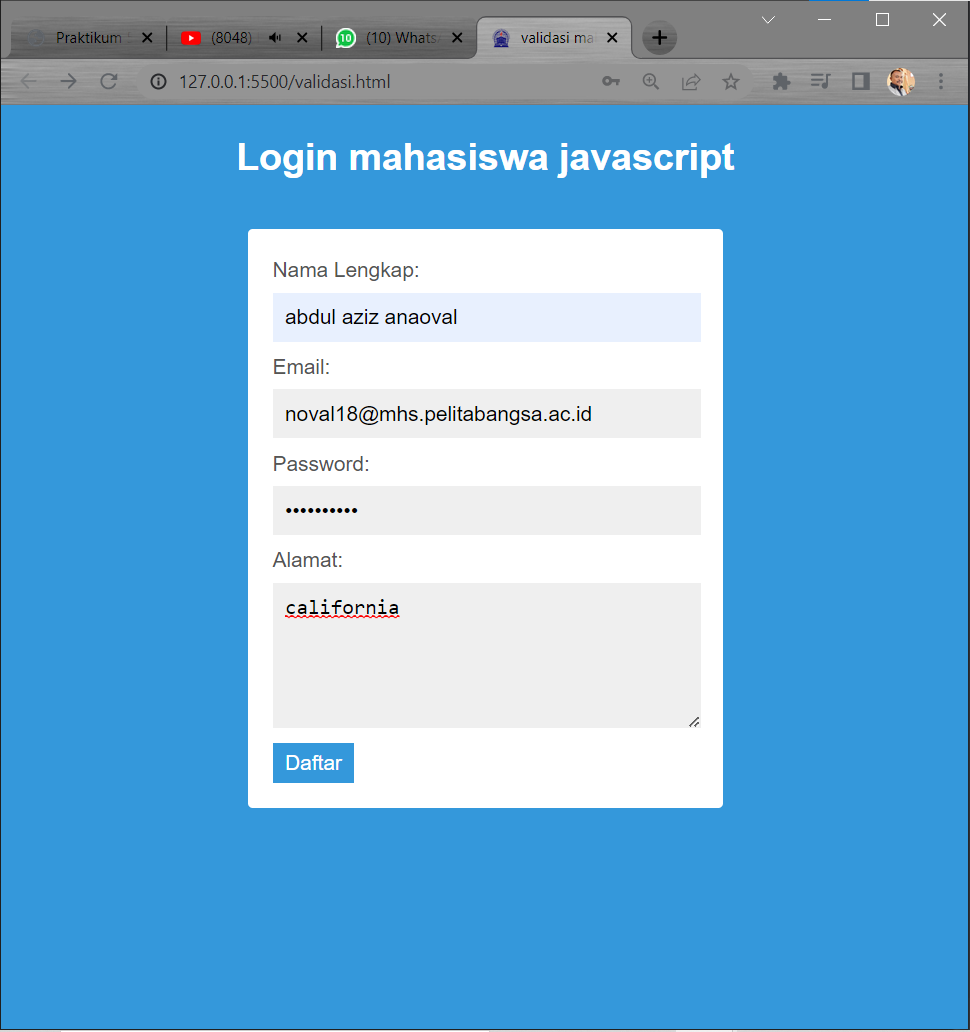 Praktikum
(8048)
10
(10) Whats
validasi ma
127.0.0.1:5500/validasi.html
Login mahasiswa javascript
Nama Lengkap:
abdul aziz anaoval
Email:
noval18@mhs.pelitabangsa.ac.id
Password:
••••••••••
Alamat:
california
Daftar